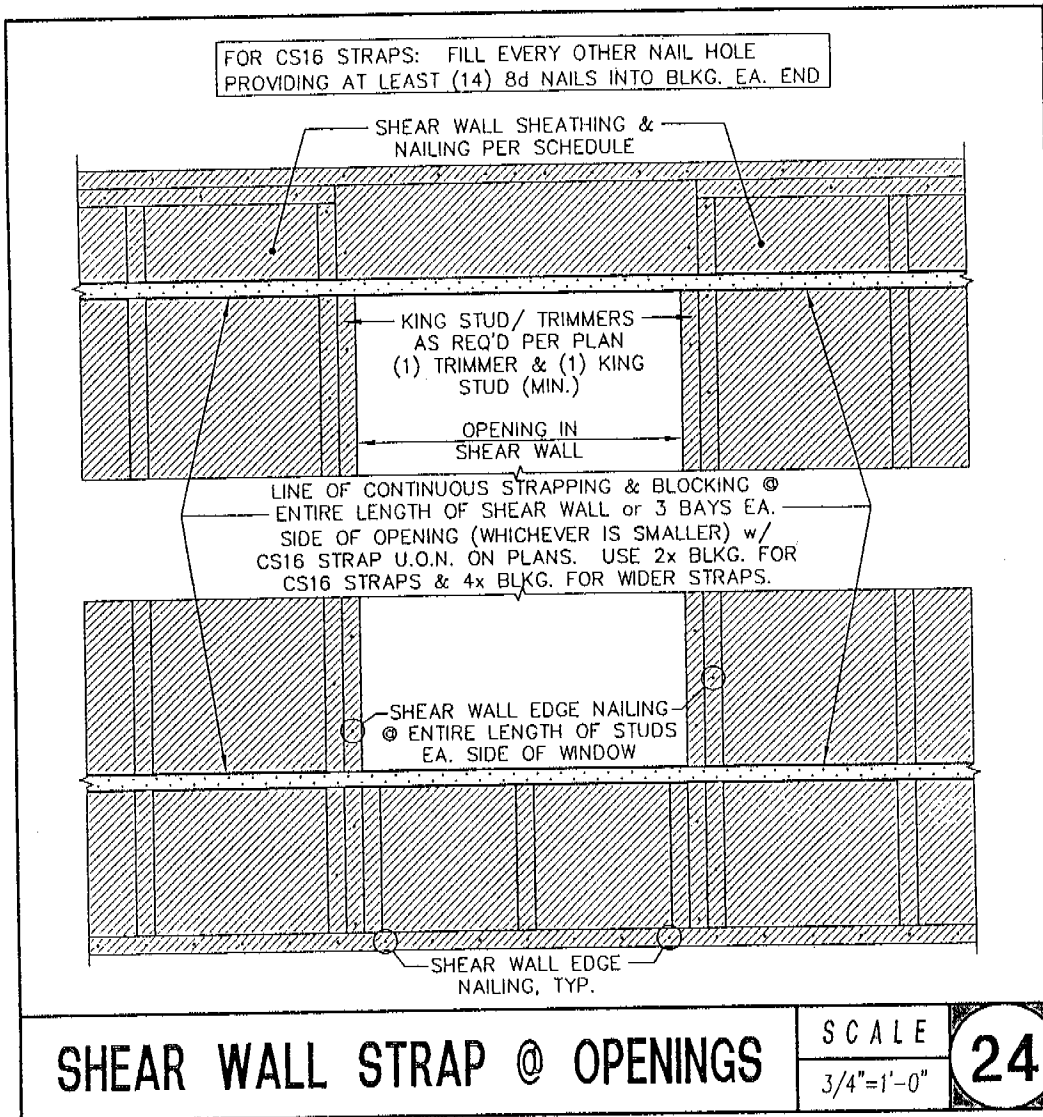 FOR CS16 STRAPS: FILL EVERY OTHER NAIL HOLE
PROVIDING AT LEAST (14) 8d NAILS INTO BLKG. EA. END
SHEAR WALL SHEATHING &
NAILING PER SCHEDULE
KING STUD/ TRIMMERS
AS REQ'D PER PLAN
(1) TRIMMER & (1) KING
STUD (MIN.)
OPENING IN
SHEAR WALL
LINE OF CONTINUOUS STRAPPING & BLOCKING @
ENTIRE LENGTH OF SHEAR WALL or 3 BAYS EA.
SIDE OF OPENING (WHICHEVER IS SMALLER) w/
CS16 STRAP U.O.N. ON PLANS. USE 2x BLKG. FOR
CS16 STRAPS & 4x BLKG. FOR WIDER STRAPS.
SHEAR WALL EDGE NAILING
@ ENTIRE LENGTH OF STUDS
EA. SIDE OF WINDOW
SHEAR WALL EDGE
NAILING, TYP.
SHEAR WALL STRAP @ OPENINGS
SCALE
3/4"=1'-0"
24